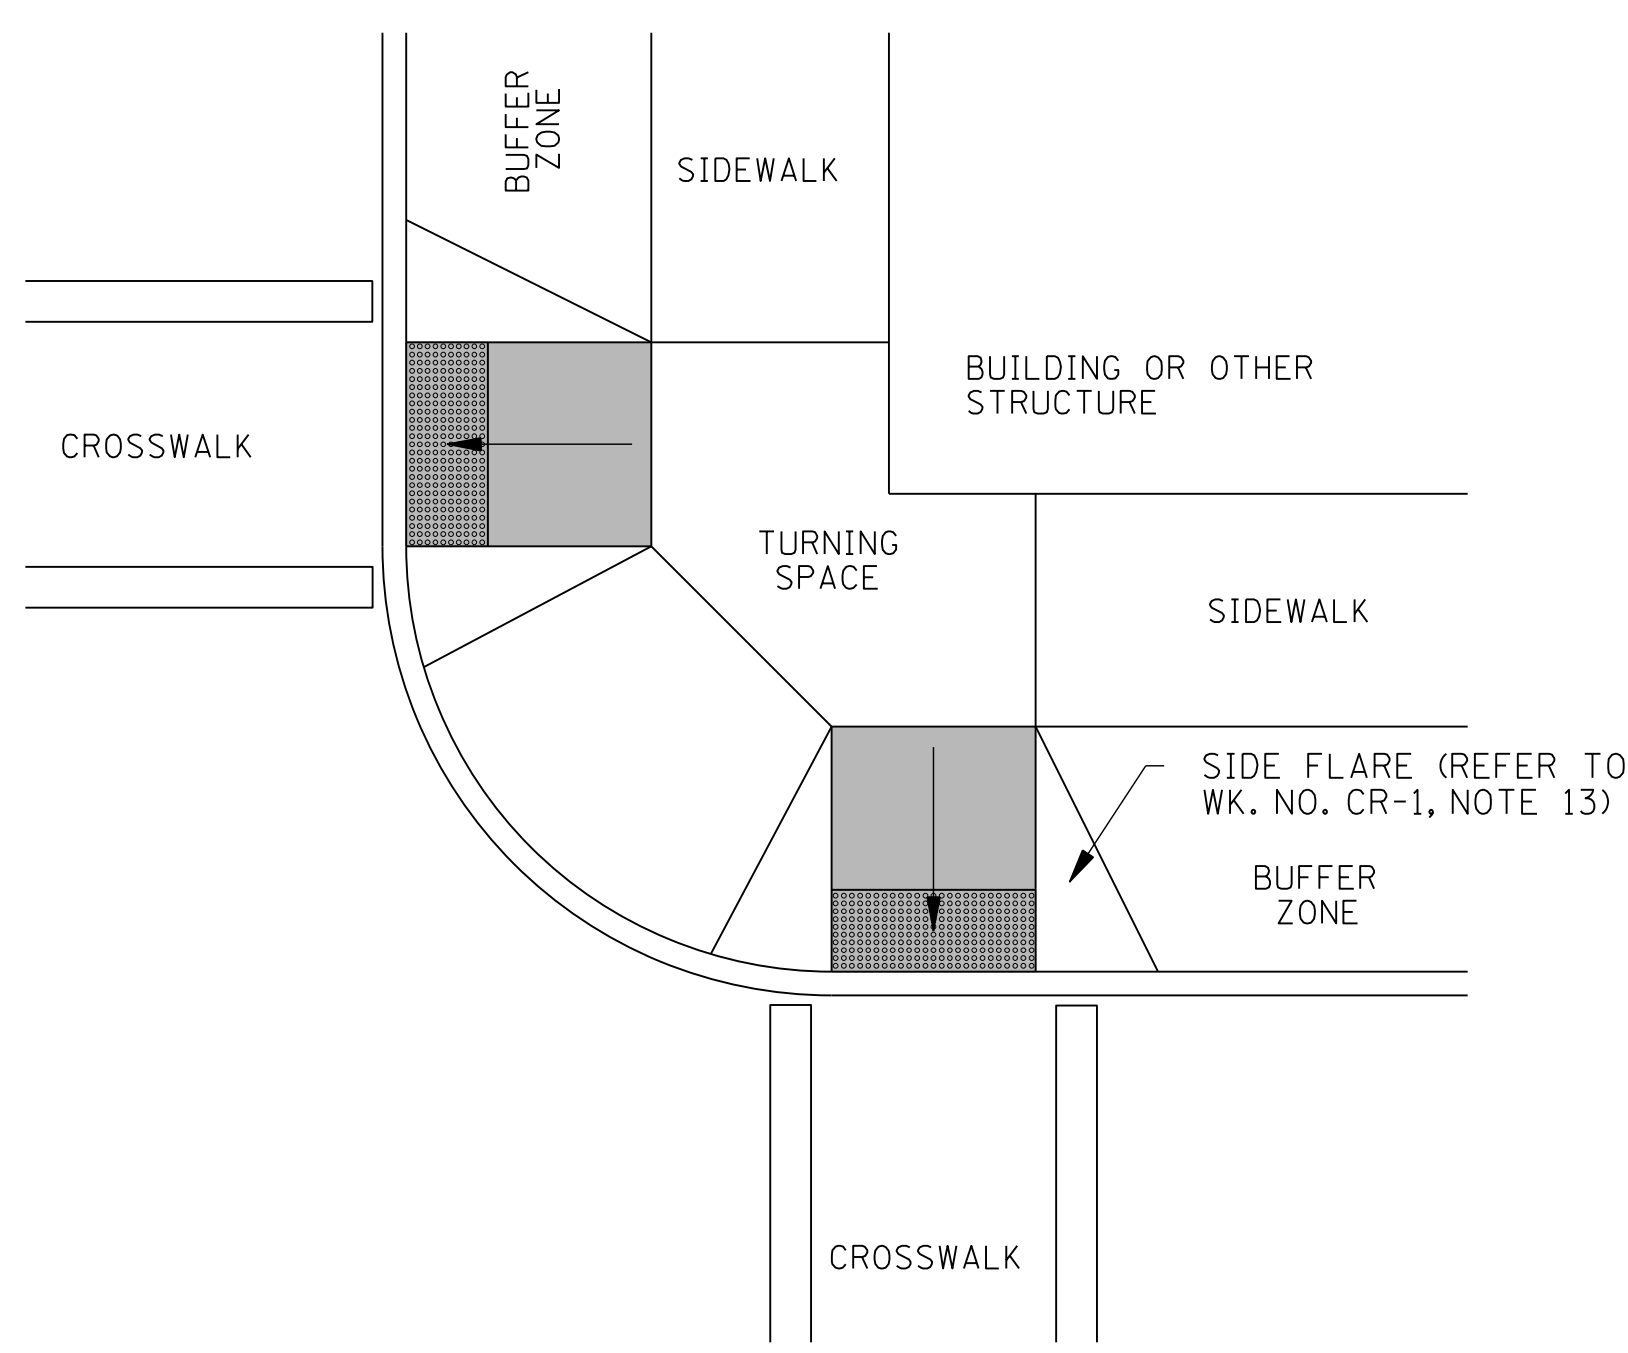 BUFFER
ZONE
SIDEWALK
BUILDING OR OTHER
STRUCTURE
CROSSWALK
TURNING
SPACE
SIDEWALK
SIDE FLARE (REFER TO
WK. NO. CR-1, NOTE 13)
BUFFER
ZONE
CROSSWALK